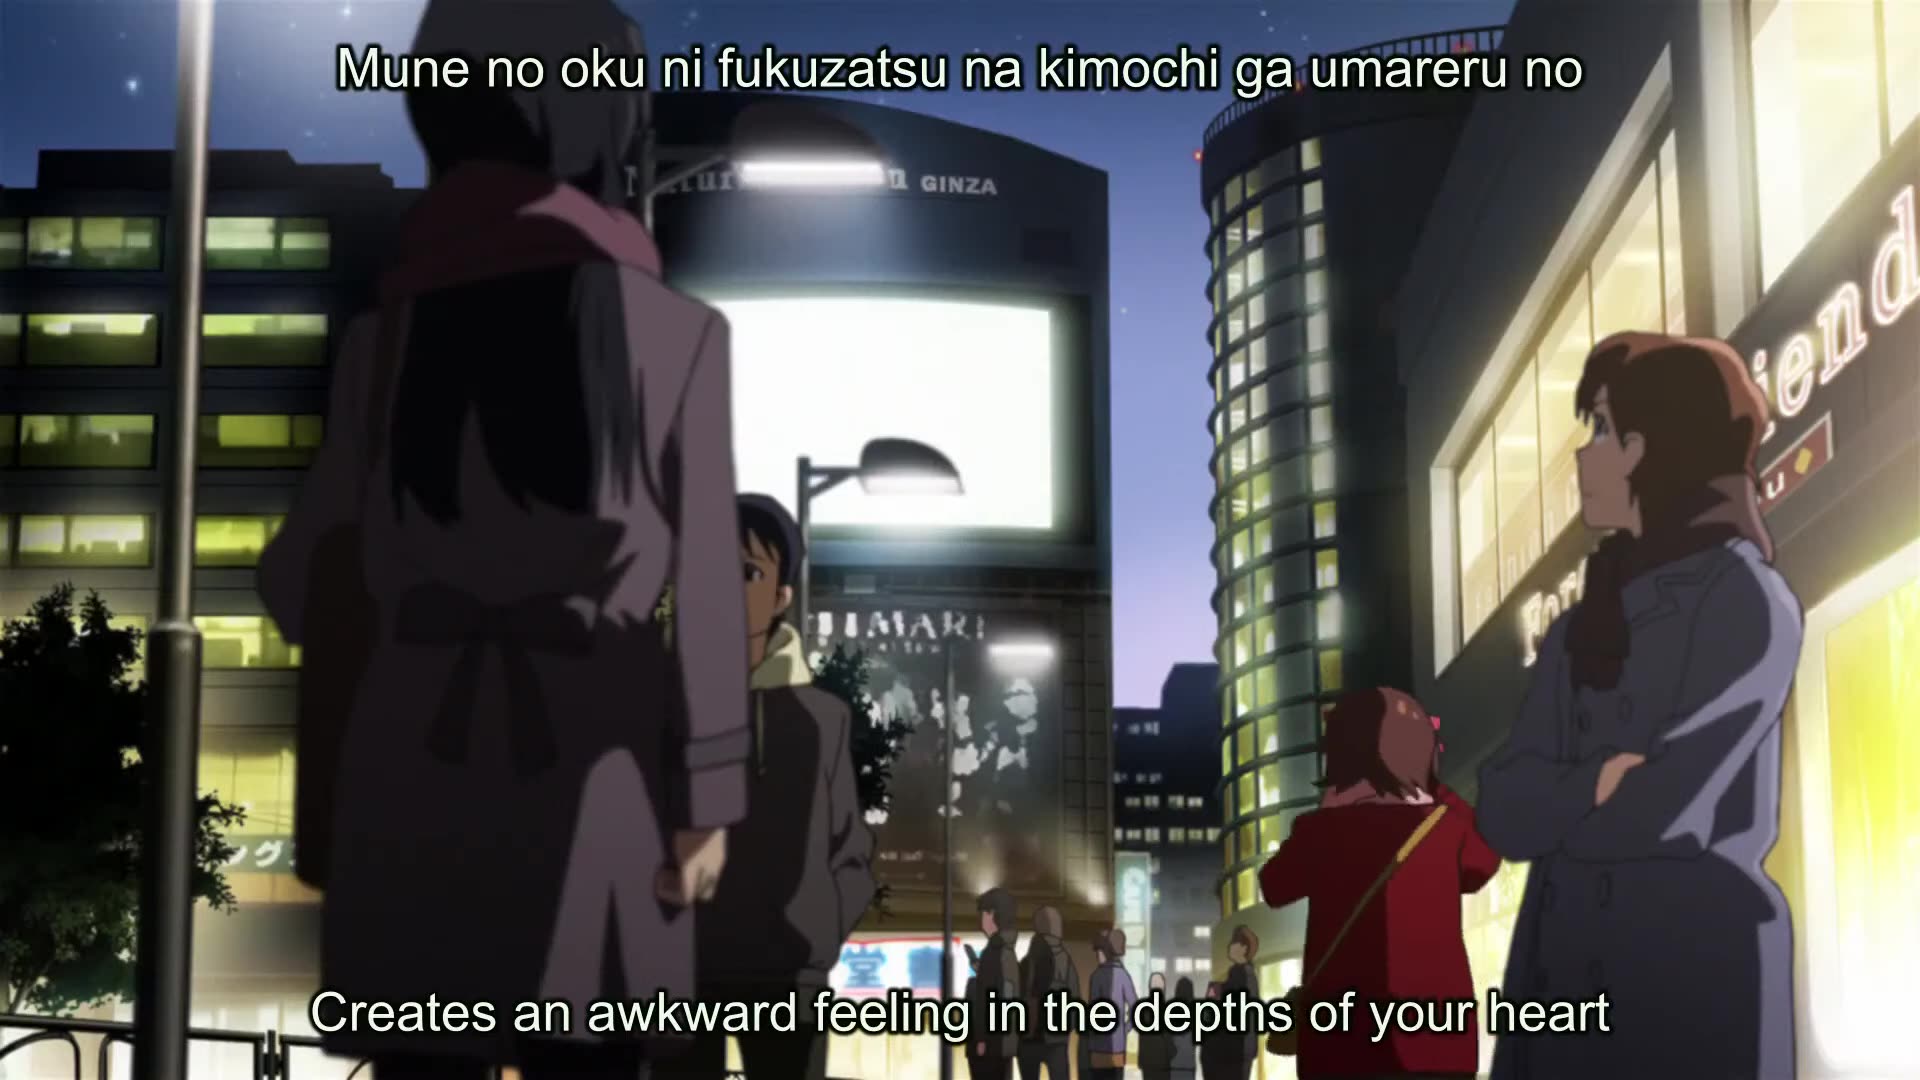 Mune no oku ni fukuzatsu na kimochi ga umareru no
GINZA
iend
Creates an awkward feeling in the depths of your heart